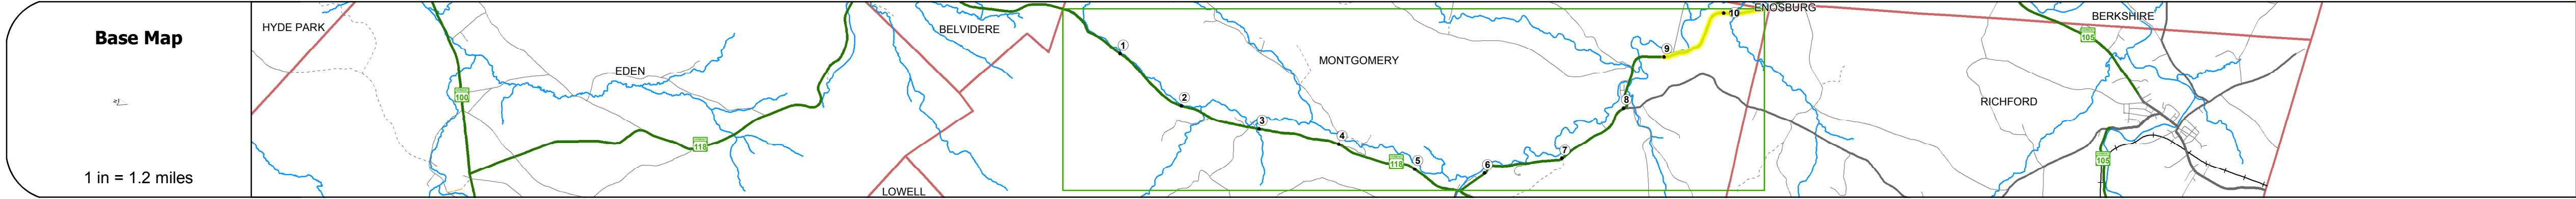 Base Map
1 in = 1.2 miles
HYDE PARK
100
EDEN
118
BELVIDERE
LOWELL
1
2
3
4
118
5
6
7
8
9
10
MONTGOMERY
ENOSBURG
RICHFORD
105
BERKSHIRE
105